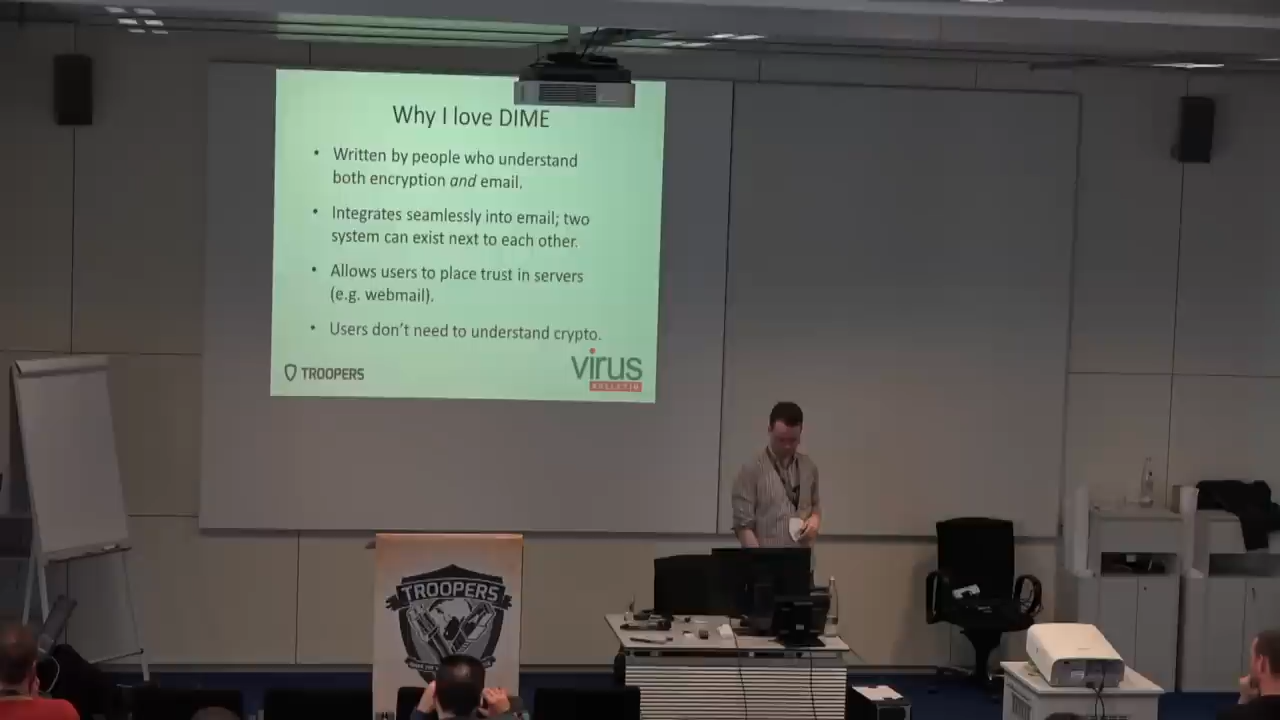 Why I love DIME
• Written by people who understand
both encryption and email.
• Integrates seamlessly into email; two
system can exist next to each other.
• Allows users to place trust in servers
(e.g. webmail).
• Users don't need to understand crypto.
TROOPERS
virus
BULLETIN
TROOPERS